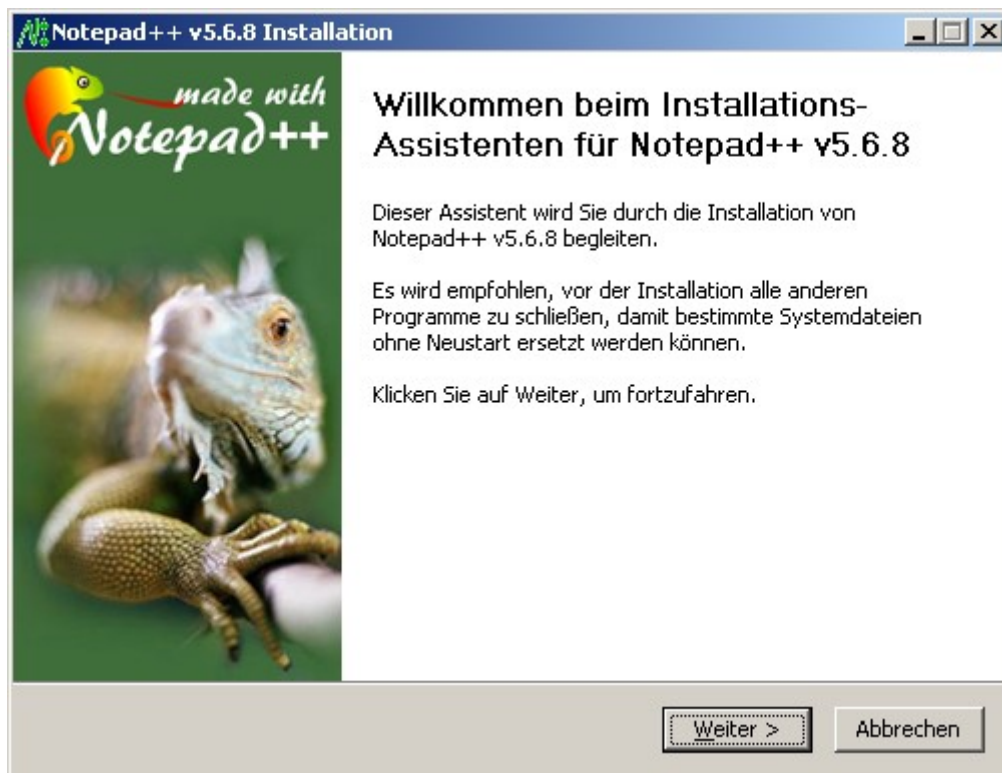 Notepad++ v5.6.8 Installation
made with
Notepad++
Willkommen beim Installations-
Assistenten für Notepad++ v5.6.8
Dieser Assistent wird Sie durch die Installation von
Notepad++ v5.6.8 begleiten.
Es wird empfohlen, vor der Installation alle anderen
Programme zu schließen, damit bestimmte Systemdateien
ohne Neustart ersetzt werden können.
Klicken Sie auf Weiter, um fortzufahren.
Weiter >
Abbrechen